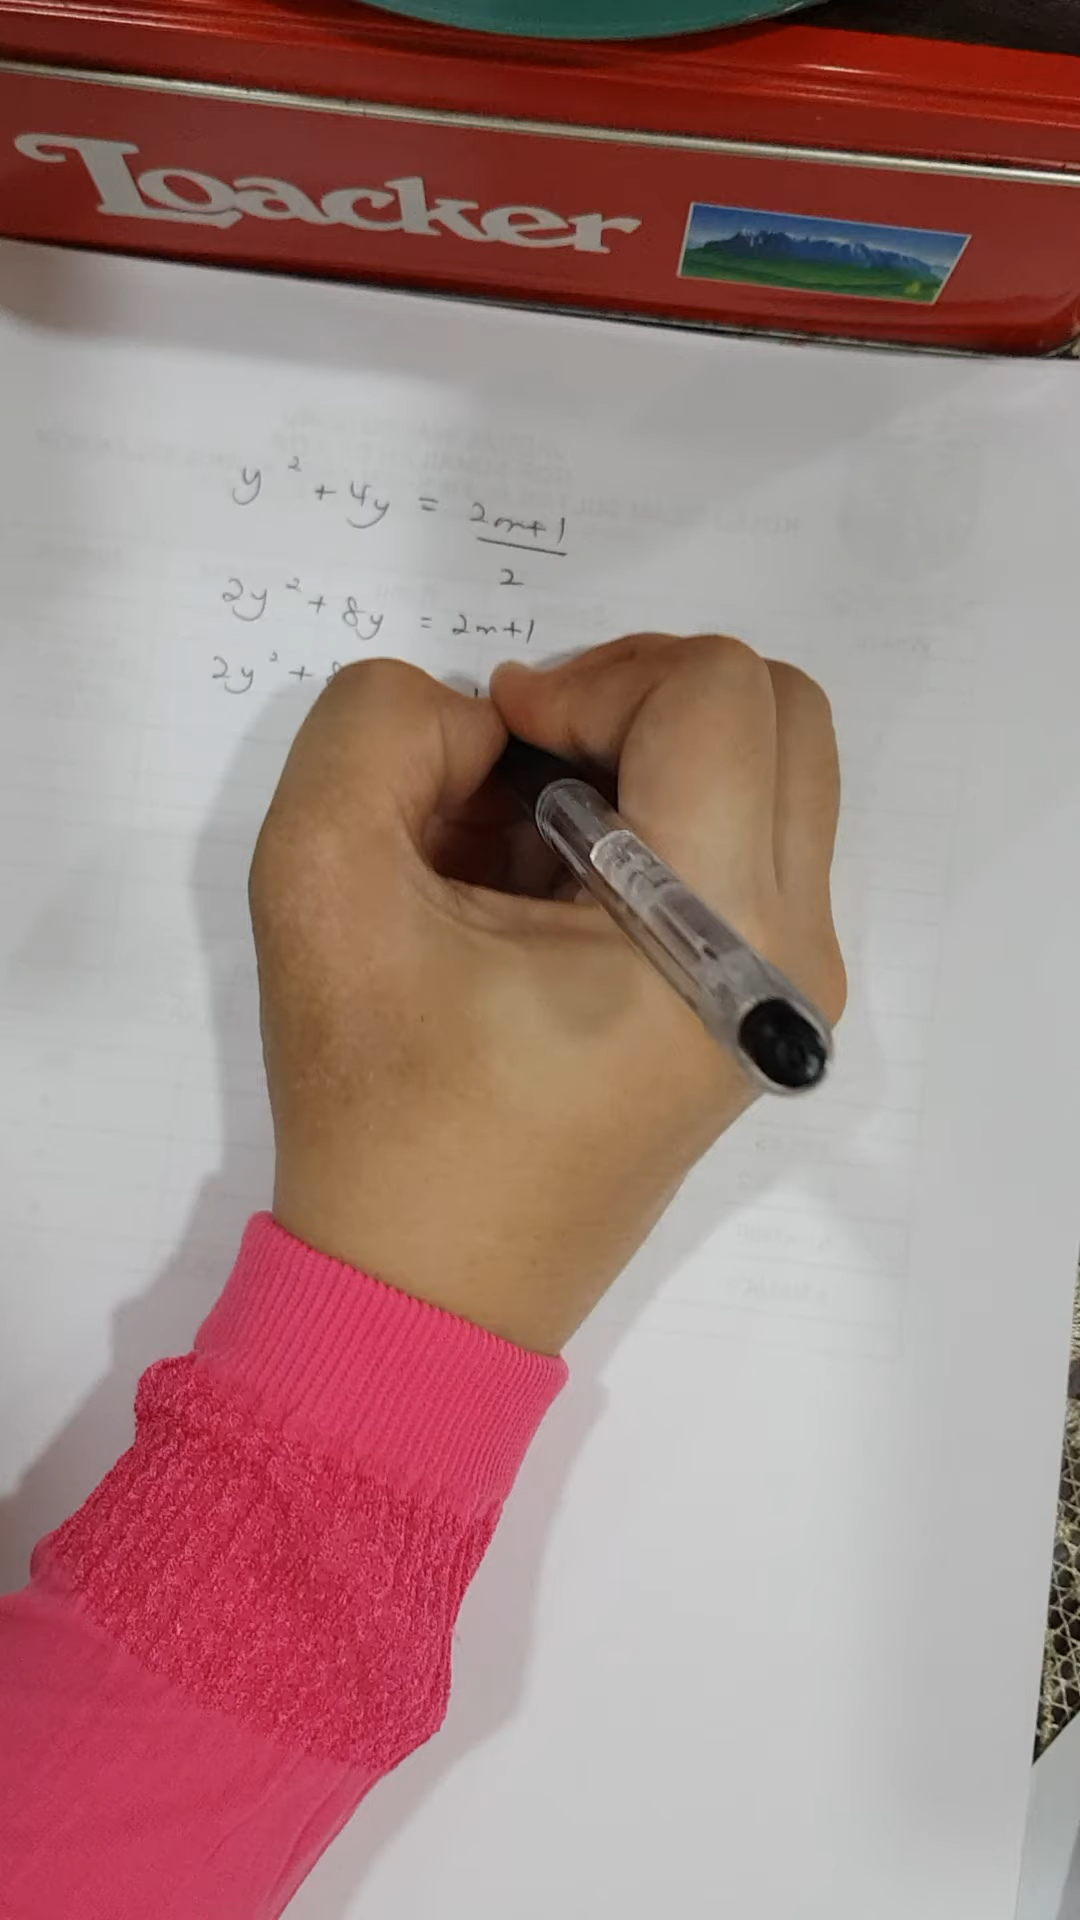 Loacker
y² + 4y = 2m+1
2
2y² + 8y = 2m+1
2y² +